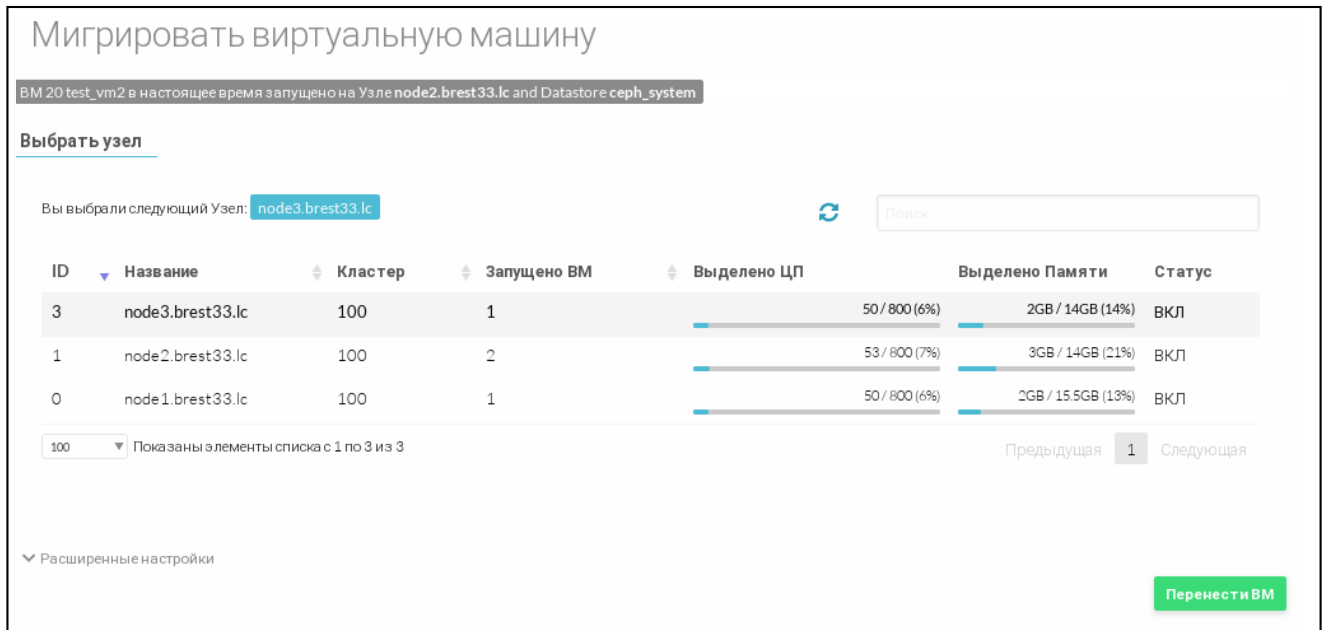 Мигрировать виртуальную машину
ВМ 20 test_vm2 в настоящее время запущено на Узле node2.brest33.lc and Datastore ceph_system
Выбрать узел
Вы выбрали следующий Узел: node3.brest33.lc Поиск
ID Название Кластер Запущено ВМ Выделено ЦП Выделено Памяти Статус
3 node3.brest33.lc 100 1 50 / 800 (6%) 2GB / 14GB (14%) ВКЛ
1 node2.brest33.lc 100 2 53 / 800 (7%) 3GB / 14GB (21%) ВКЛ
0 node1.brest33.lc 100 1 50 / 800 (6%) 2GB / 15.5GB (13%) ВКЛ
100 Показаны элементы списка с 1 по 3 из 3 Предыдущая 1 Следующая
Расширенные настройки
Перенести ВМ